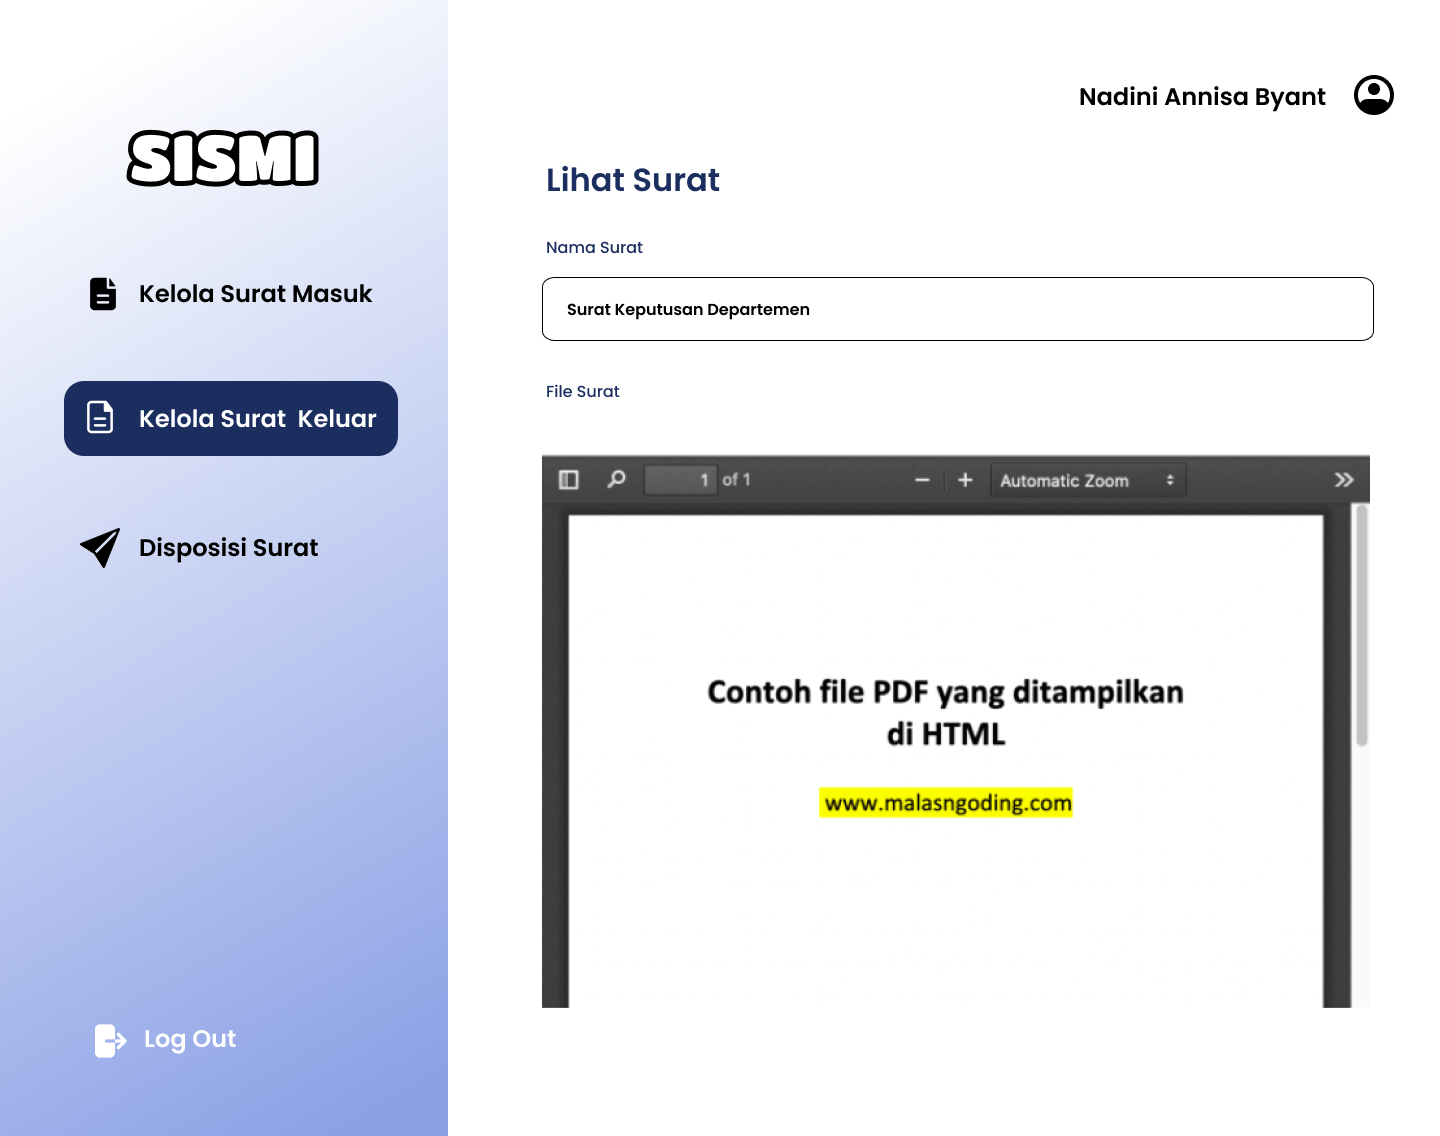 SISMI
Kelola Surat Masuk
Kelola Surat  Keluar
Disposisi Surat
Log Out
Nadini Annisa Byant
Lihat Surat
Nama Surat
Surat Keputusan Departemen
File Surat
1 of 1
Automatic Zoom
Contoh file PDF yang ditampilkan
di HTML
www.malasngoding.com